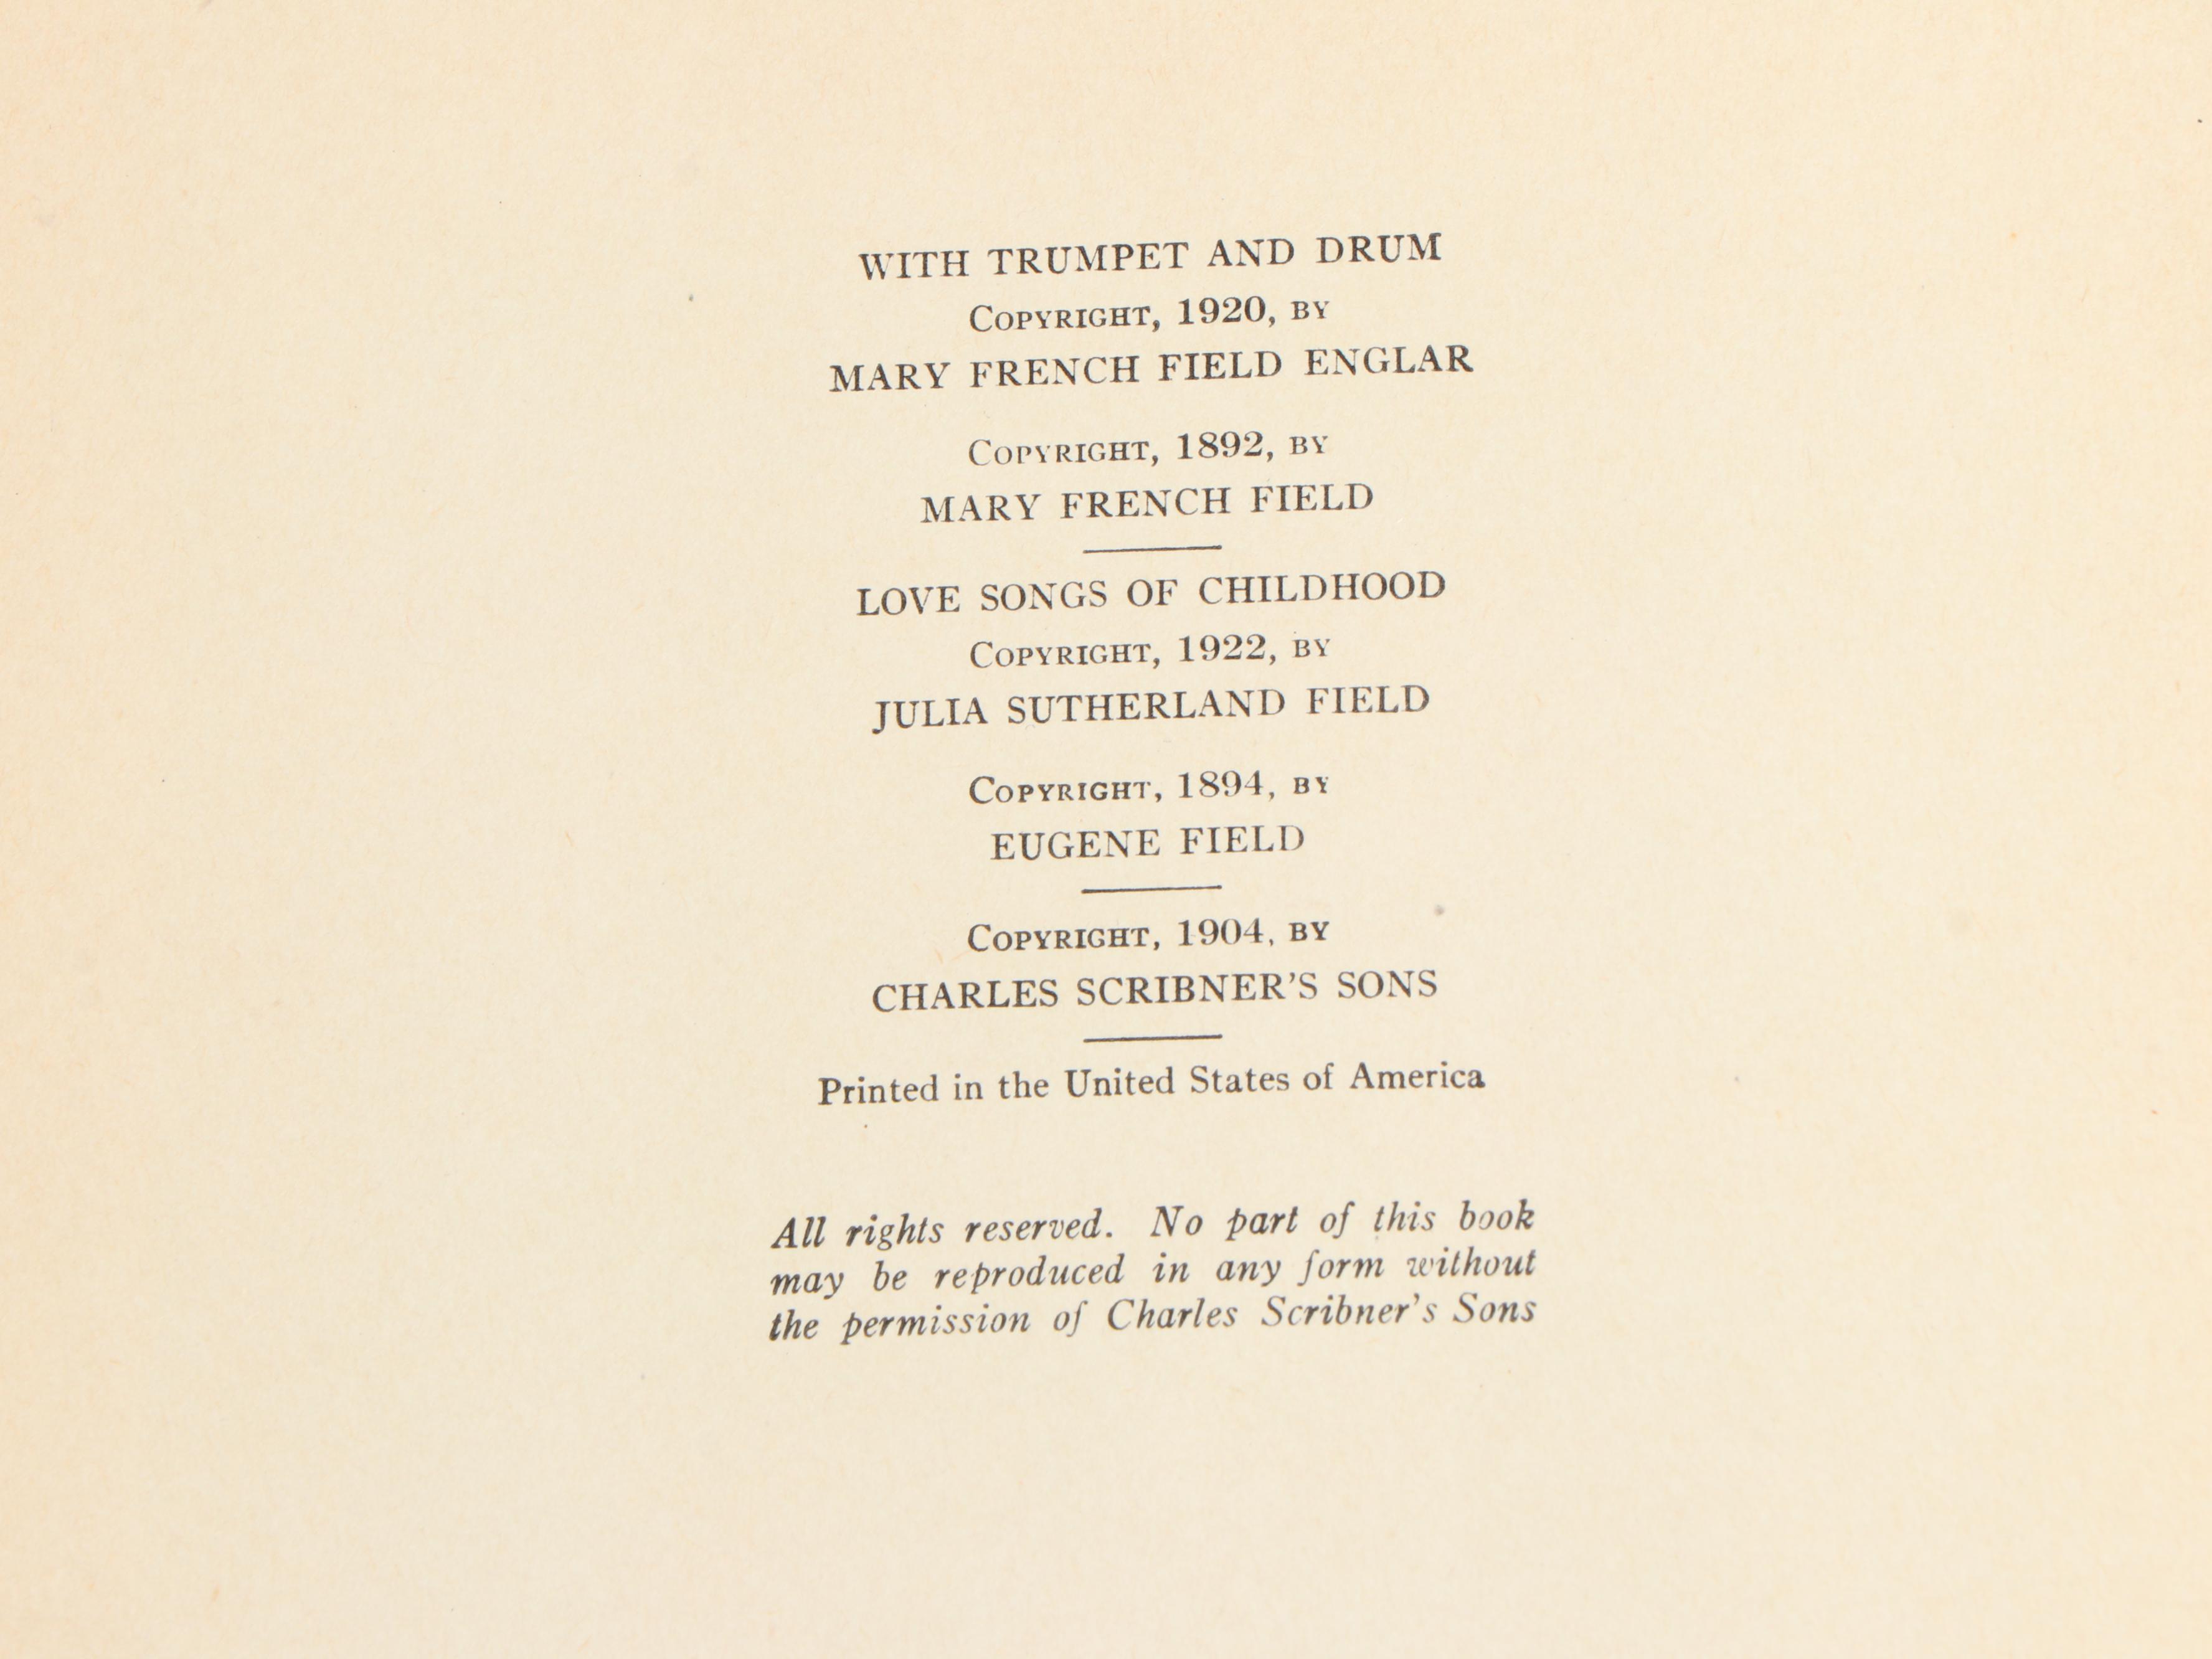 WITH TRUMPET AND DRUM
COPYRIGHT, 1920, BY
MARY FRENCH FIELD ENGLAR
COPYRIGHT, 1892, BY
MARY FRENCH FIELD
LOVE SONGS OF CHILDHOOD
COPYRIGHT, 1922, BY
JULIA SUTHERLAND FIELD
COPYRIGHT, 1894, BY
EUGENE FIELD
COPYRIGHT, 1904, BY
CHARLES SCRIBNER'S SONS
Printed in the United States of America
All rights reserved. No part of this book
may be reproduced in any form without
the permission of Charles Scribner's Sons